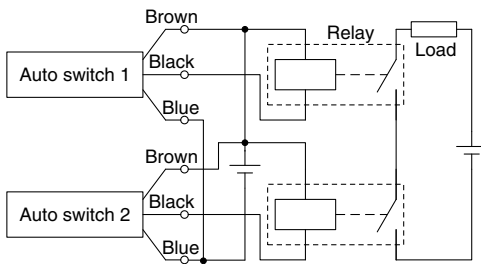 Brown
Relay
Load
Auto switch 1
Black
Blue
Brown
Auto switch 2
Black
Blue